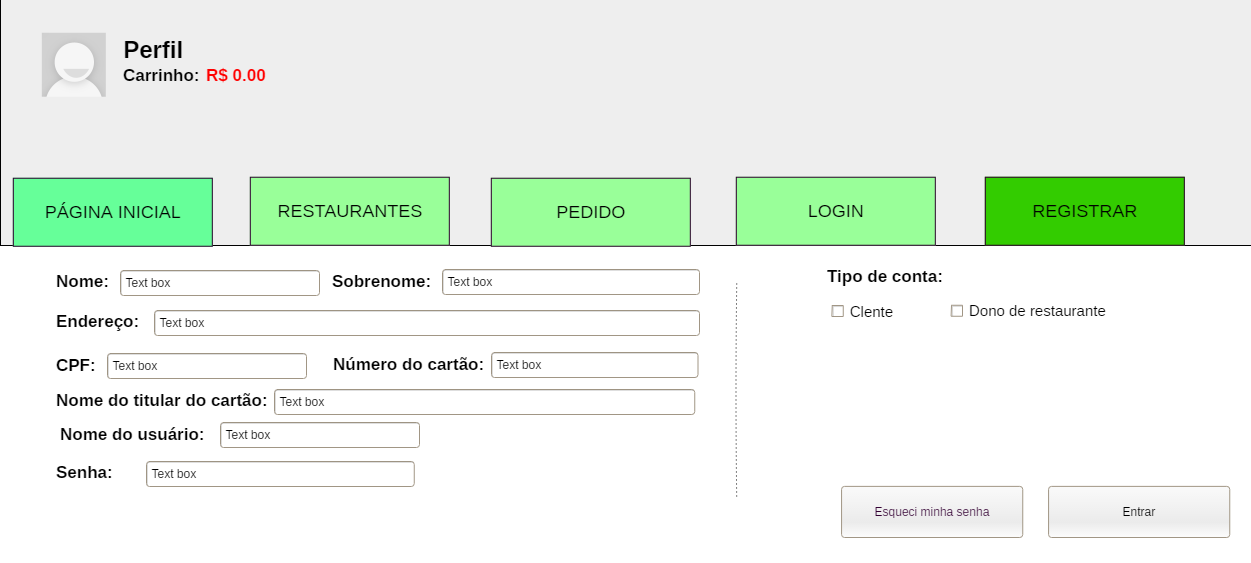 Perfil
Carrinho: R$ 0.00
PÁGINA INICIAL RESTAURANTES PEDIDO LOGIN REGISTRAR
Nome: Text box Sobrenome: Text box
Endereço: Text box
CPF: Text box Número do cartão: Text box
Nome do titular do cartão: Text box
Nome do usuário: Text box
Senha: Text box
Tipo de conta:
Clente Dono de restaurante
Esqueci minha senha Entrar